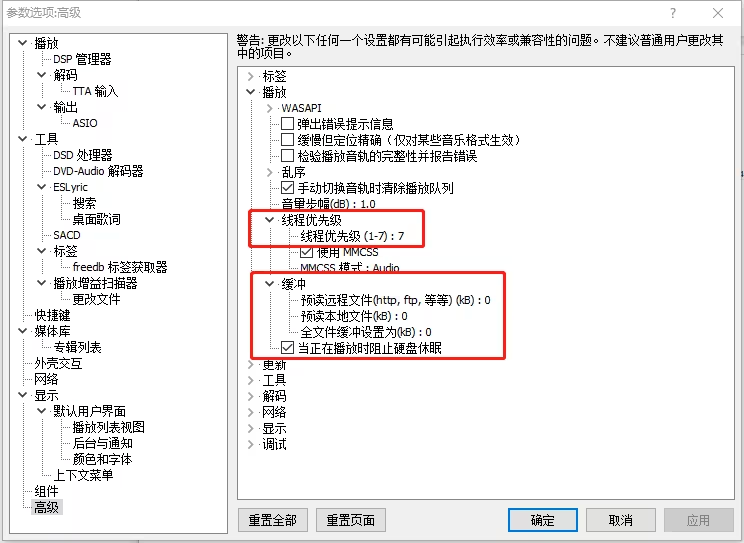 参数选项:高级
播放
DSP 管理器
解码
TTA 输入
输出
ASIO
工具
DSD 处理器
DVD-Audio 解码器
ESLyric
搜索
桌面歌词
SACD
标签
freedb 标签获取器
播放增益扫描器
更改文件
快捷键
媒体库
专辑列表
外壳交互
网络
显示
默认用户界面
播放列表视图
后台与通知
颜色和字体
上下文菜单
组件
高级
警告: 更改以下任何一个设置都有可能引起执行效率或兼容性的问题。不建议普通用户更改其
中的项目。
标签
播放
WASAPI
弹出错误提示信息
缓慢但定位精确（仅对某些音乐格式生效）
检验播放音轨的完整性并报告错误
乱序
手动切换音轨时清除播放队列
音量步幅(dB) : 1.0
线程优先级
线程优先级 (1-7) : 7
使用 MMCSS
MMCSS 模式 : Audio
缓冲
预读远程文件(http, ftp, 等等) (kB) : 0
预读本地文件(kB) : 0
全文件缓冲设置为(kB) : 0
当正在播放时阻止硬盘休眠
更新
工具
解码
网络
显示
调试
重置全部
重置页面
确定
取消
应用